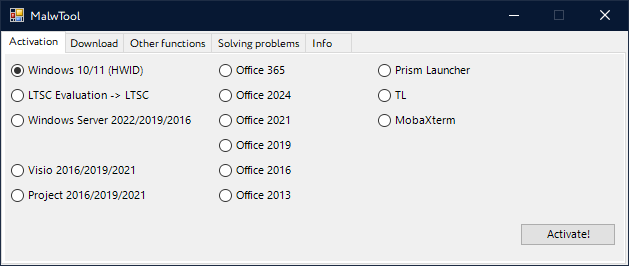 MalwTool
Activation Download Other functions Solving problems Info
Windows 10/11 (HWID) Office 365 Prism Launcher
LTSC Evaluation -> LTSC Office 2024 TL
Windows Server 2022/2019/2016 Office 2021 MobaXterm
Office 2019
Visio 2016/2019/2021 Office 2016
Project 2016/2019/2021 Office 2013
Activate!